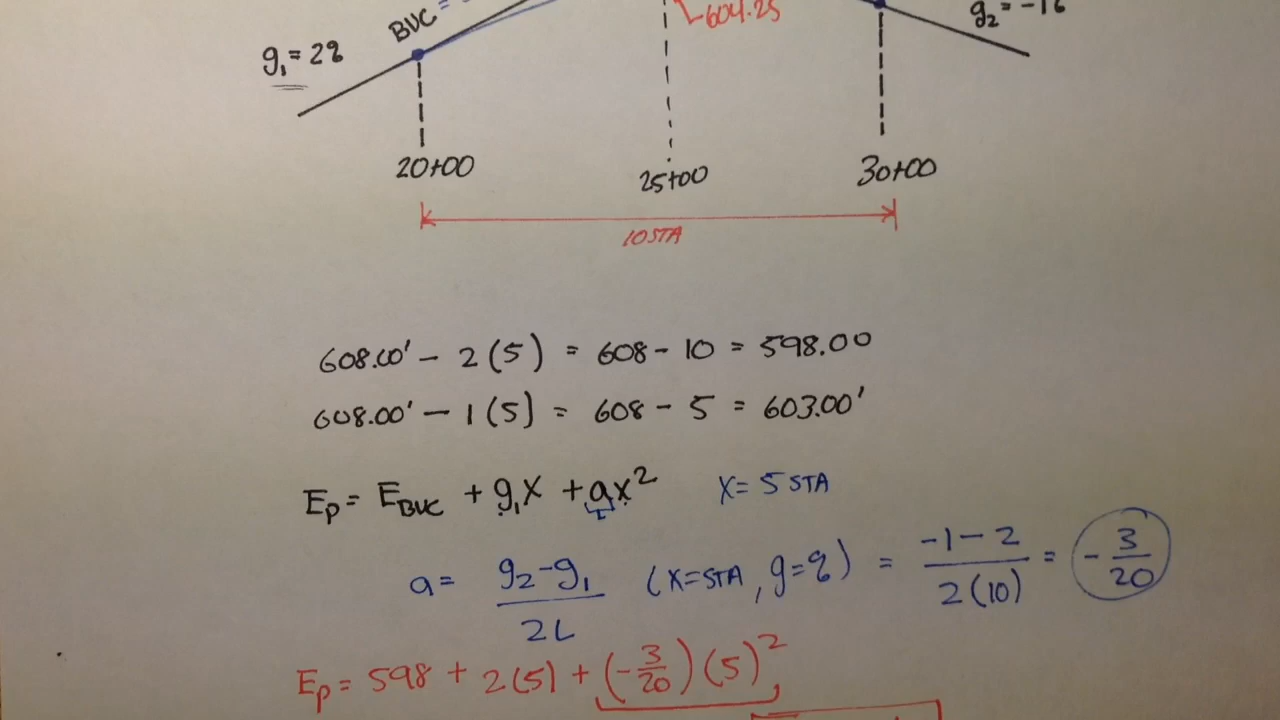 BVC =
604.25
g₂ = -1%
g₁ = 2%
20+00
25+00
30+00
10 STA
608.00' - 2(5) = 608 - 10 = 598.00
608.00' - 1(5) = 608 - 5 = 603.00'
Ep = EBVC + g₁x + ax² x = 5 STA
a = g₂-g₁ / 2L (x=STA, g=%) = -1-2 / 2(10) = -3/20
Ep = 598 + 2(5) + (-3/20)(5)²